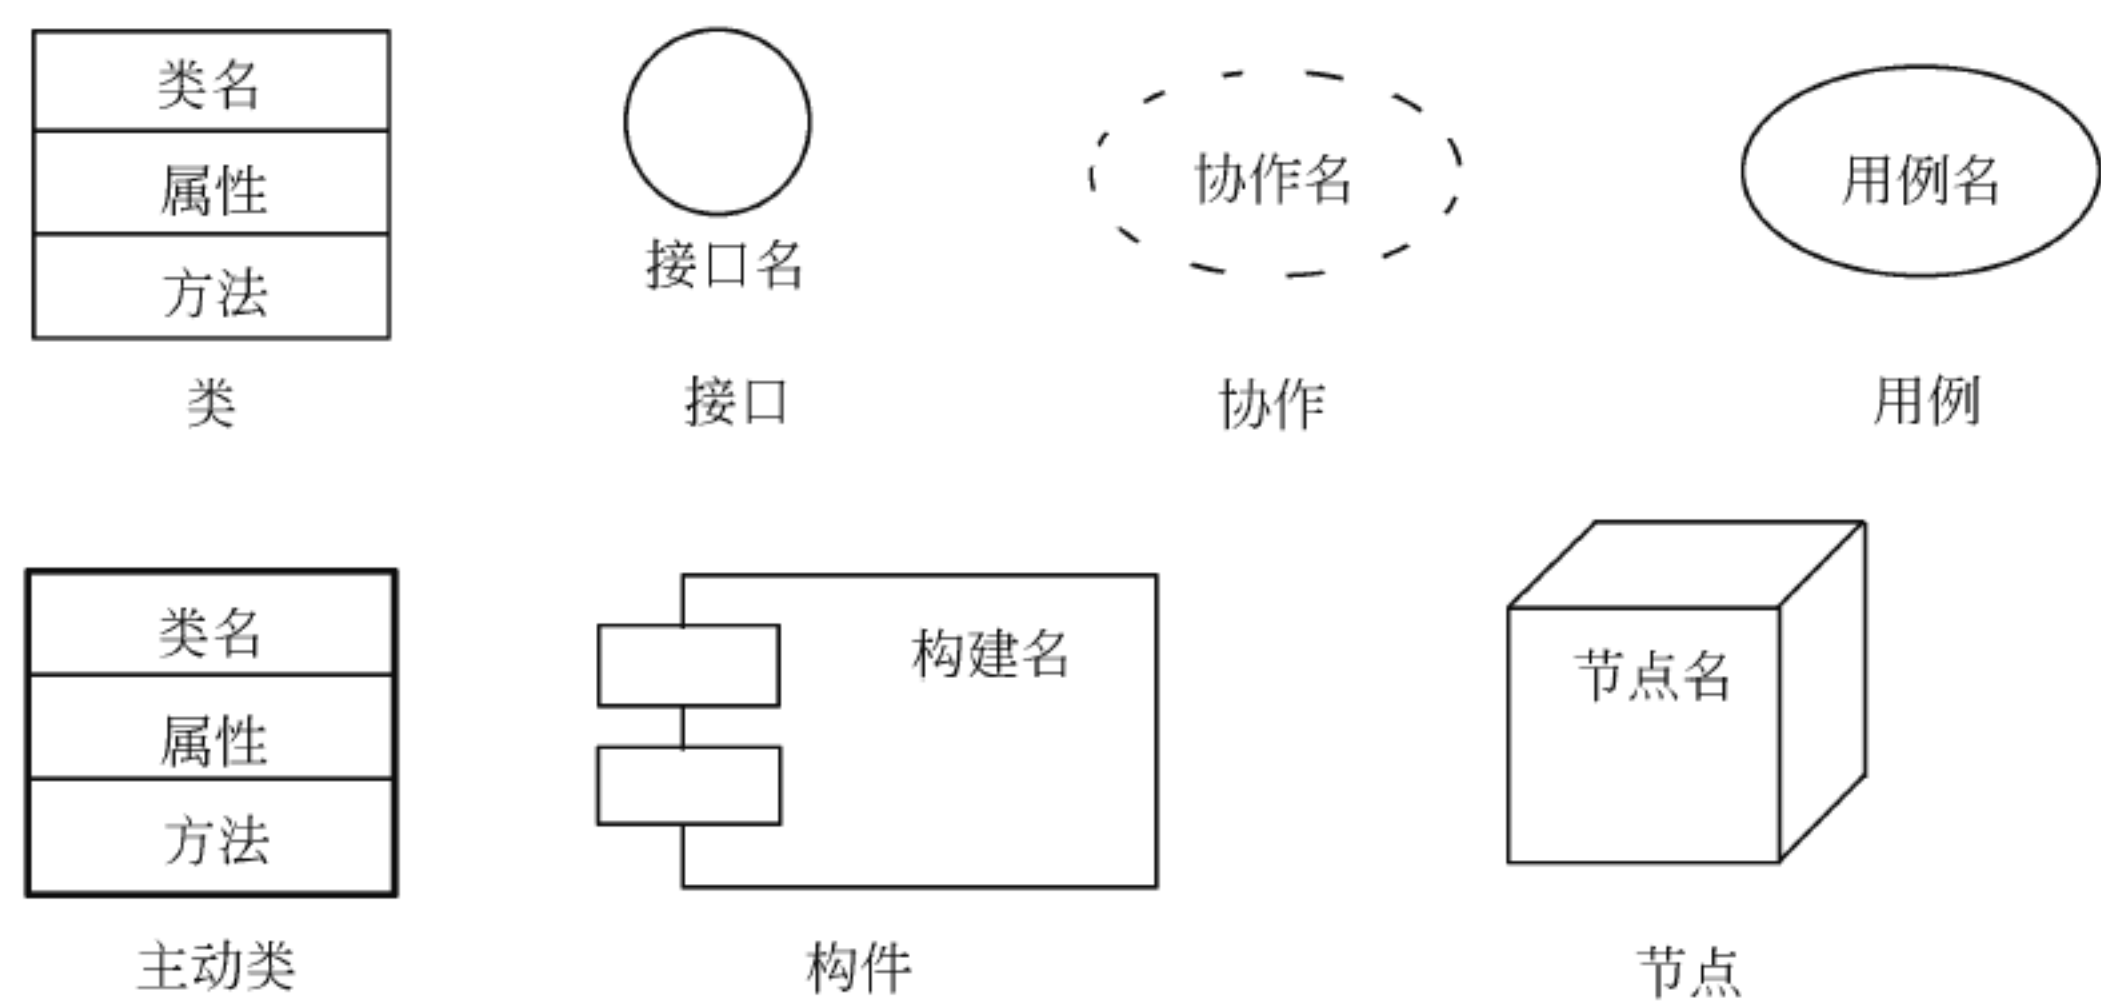 类名
属性
方法
类
接口名
接口
协作名
协作
用例名
用例
类名
属性
方法
主动类
构建名
构件
节点名
节点